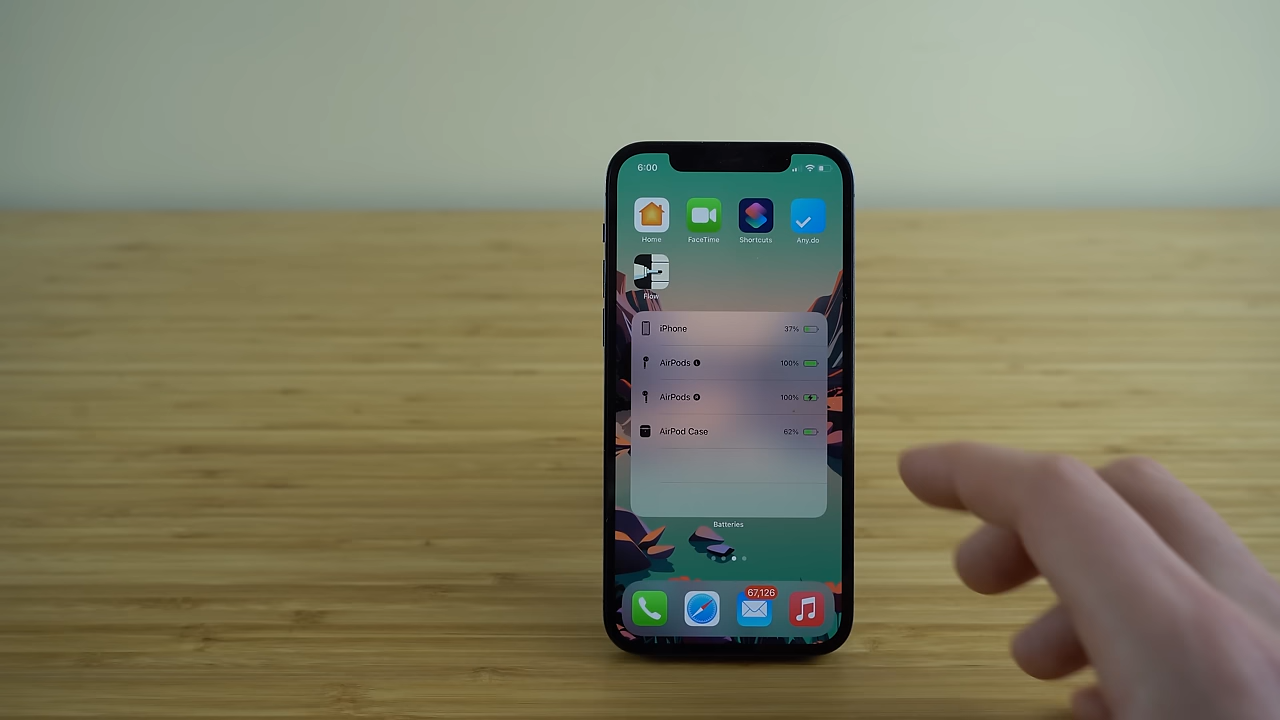 6:00
Home FaceTime Shortcuts Any.do
Flow
iPhone 37%
AirPods L 100%
AirPods R 100%
AirPod Case 62%
Batteries
67,126